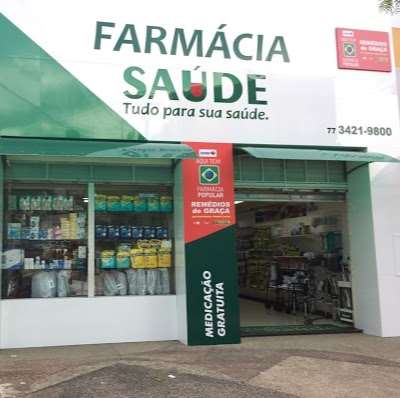 FARMÁCIA
SAÚDE
Tudo para sua saúde.
REMÉDIOS
de GRAÇA
77 3421-9800
AQUI TEM
FARMÁCIA
POPULAR
REMÉDIOS
de GRAÇA
MEDICAÇÃO
GRATUITA